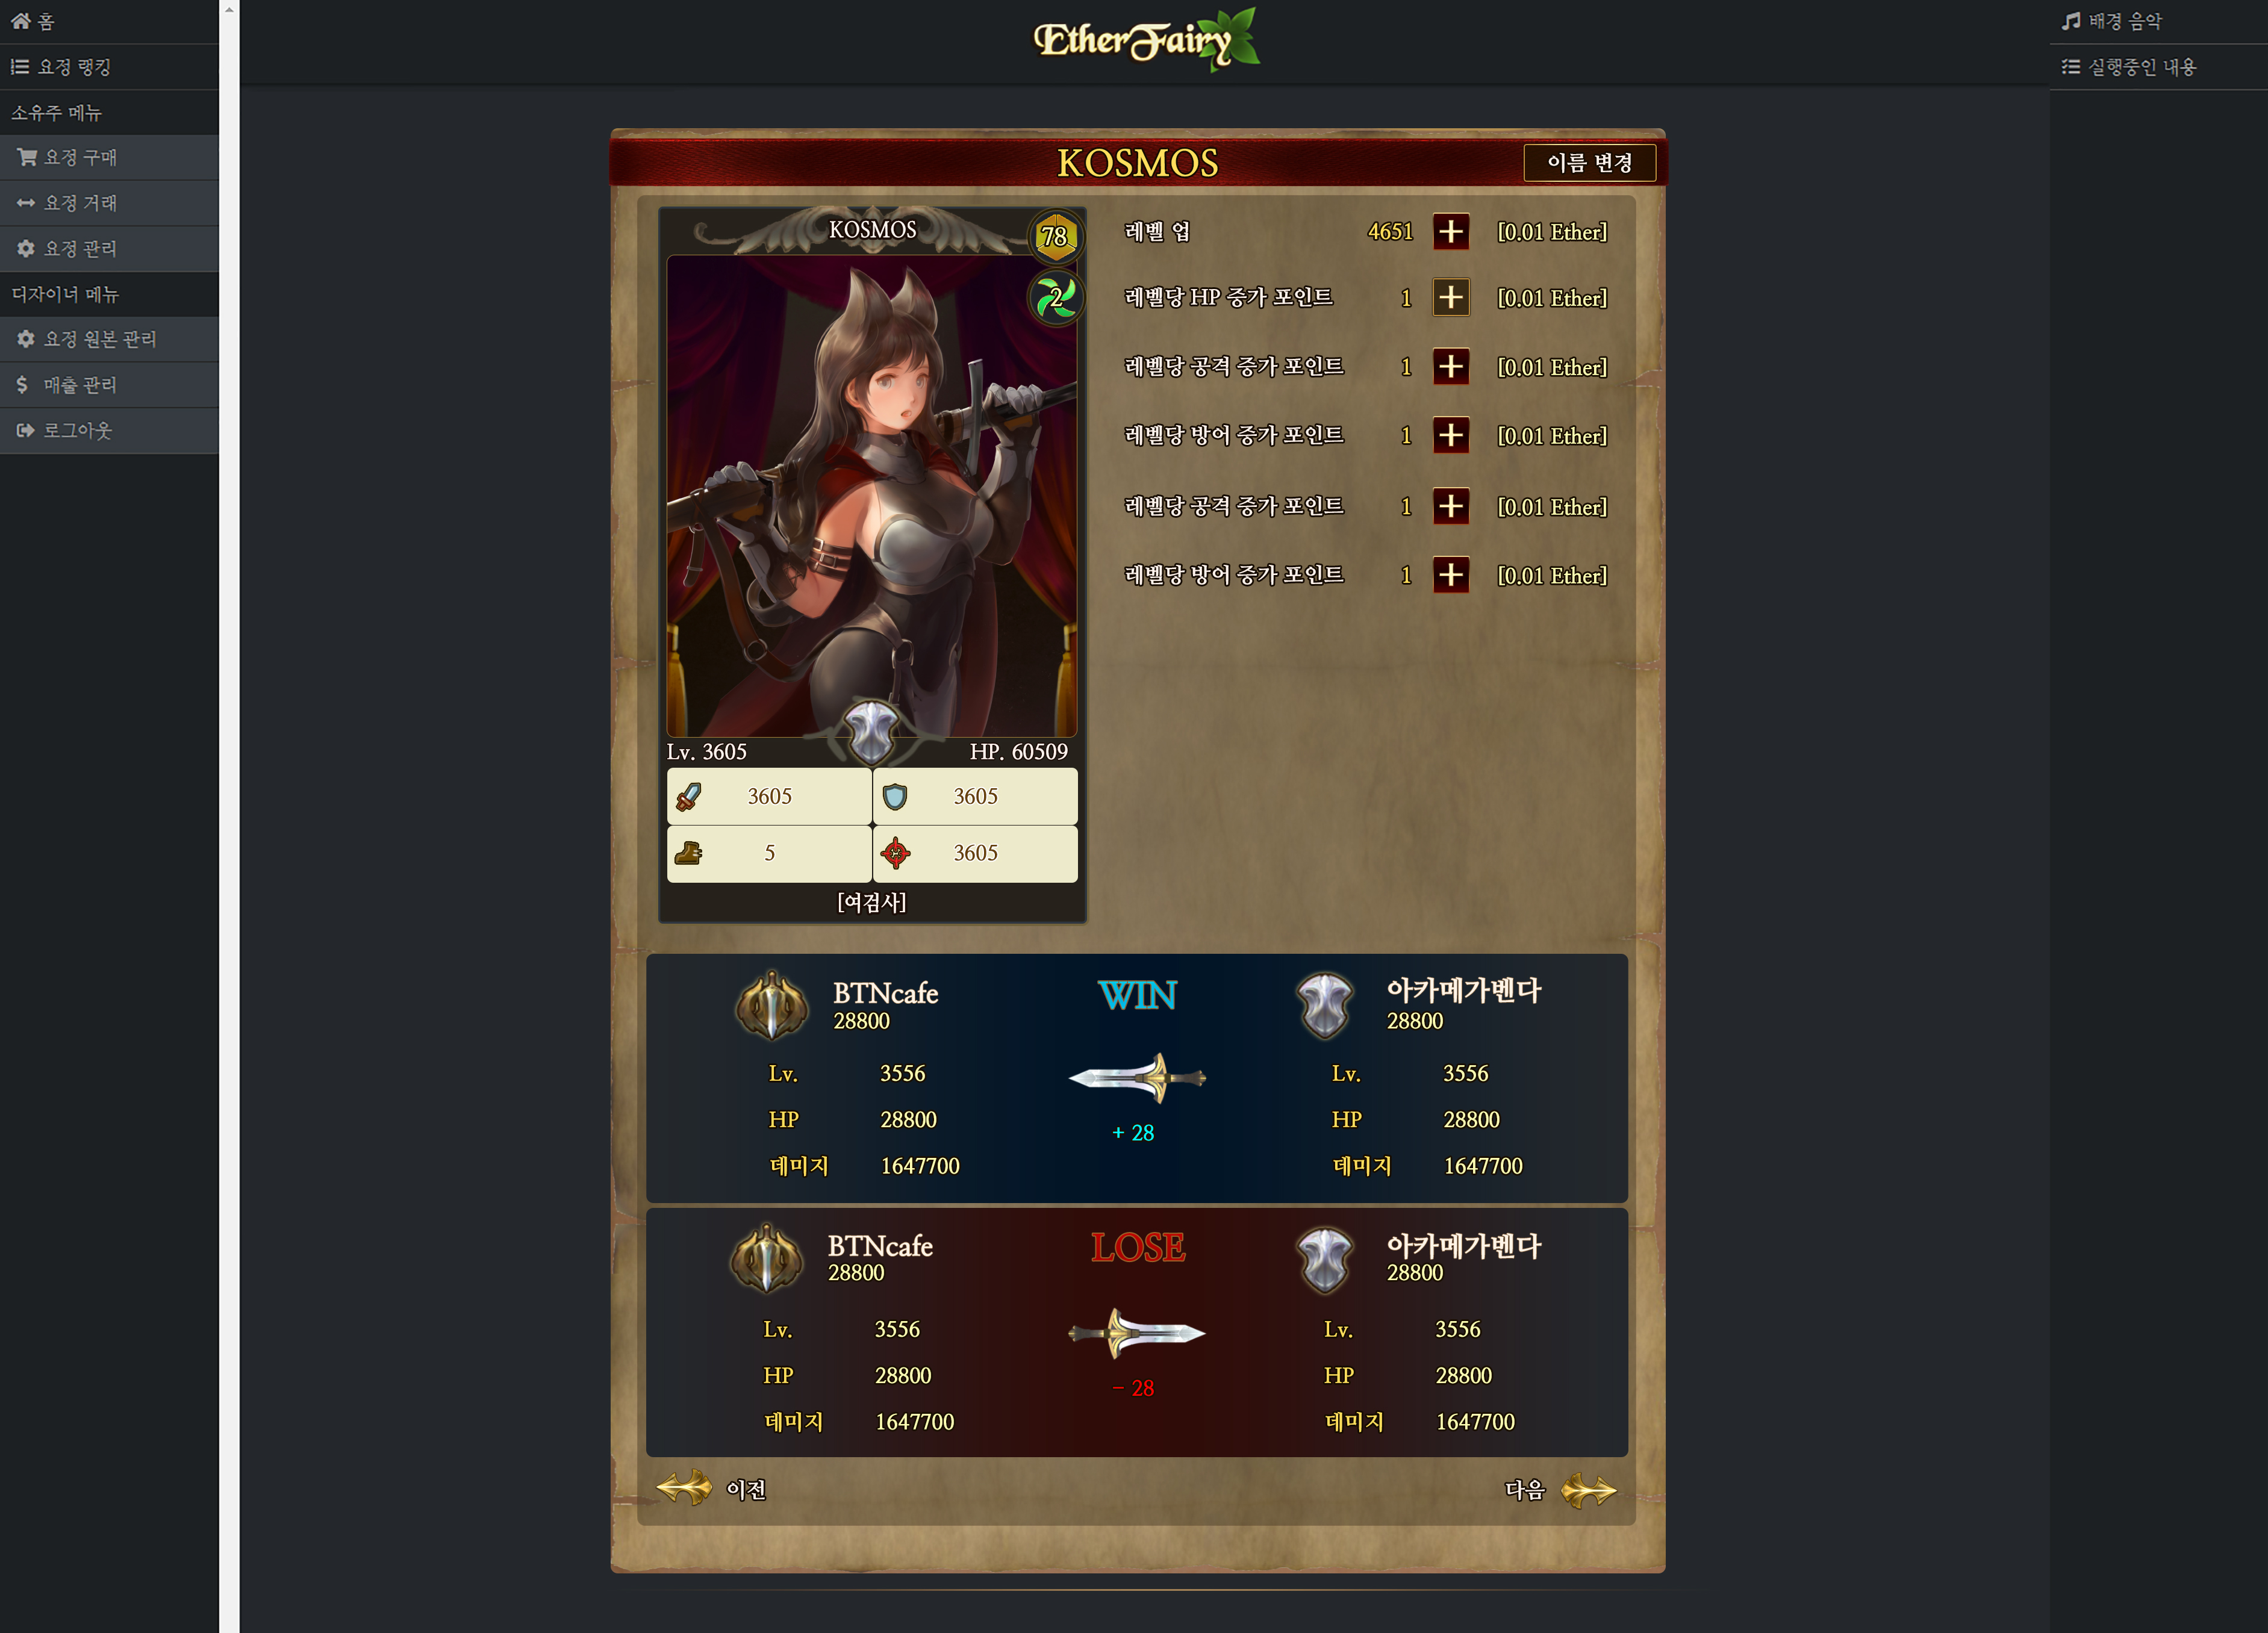 홈
요정 랭킹
소유주 메뉴
요정 구매
요정 거래
요정 관리
디자이너 메뉴
요정 원본 관리
매출 관리
로그아웃
EtherFairy
배경 음악
실행중인 내용
KOSMOS
이름 변경
KOSMOS
78
2
Lv. 3605 HP. 60509
3605 3605
5 3605
[여검사]
레벨 업 4651 + [0.01 Ether]
레벨당 HP 증가 포인트 1 + [0.01 Ether]
레벨당 공격 증가 포인트 1 + [0.01 Ether]
레벨당 방어 증가 포인트 1 + [0.01 Ether]
레벨당 공격 증가 포인트 1 + [0.01 Ether]
레벨당 방어 증가 포인트 1 + [0.01 Ether]
BTNcafe WIN 아카메가벤다
28800 28800
Lv. 3556 Lv. 3556
HP 28800 HP 28800
+ 28
데미지 1647700 데미지 1647700
BTNcafe LOSE 아카메가벤다
28800 28800
Lv. 3556 Lv. 3556
HP 28800 HP 28800
- 28
데미지 1647700 데미지 1647700
이전 다음